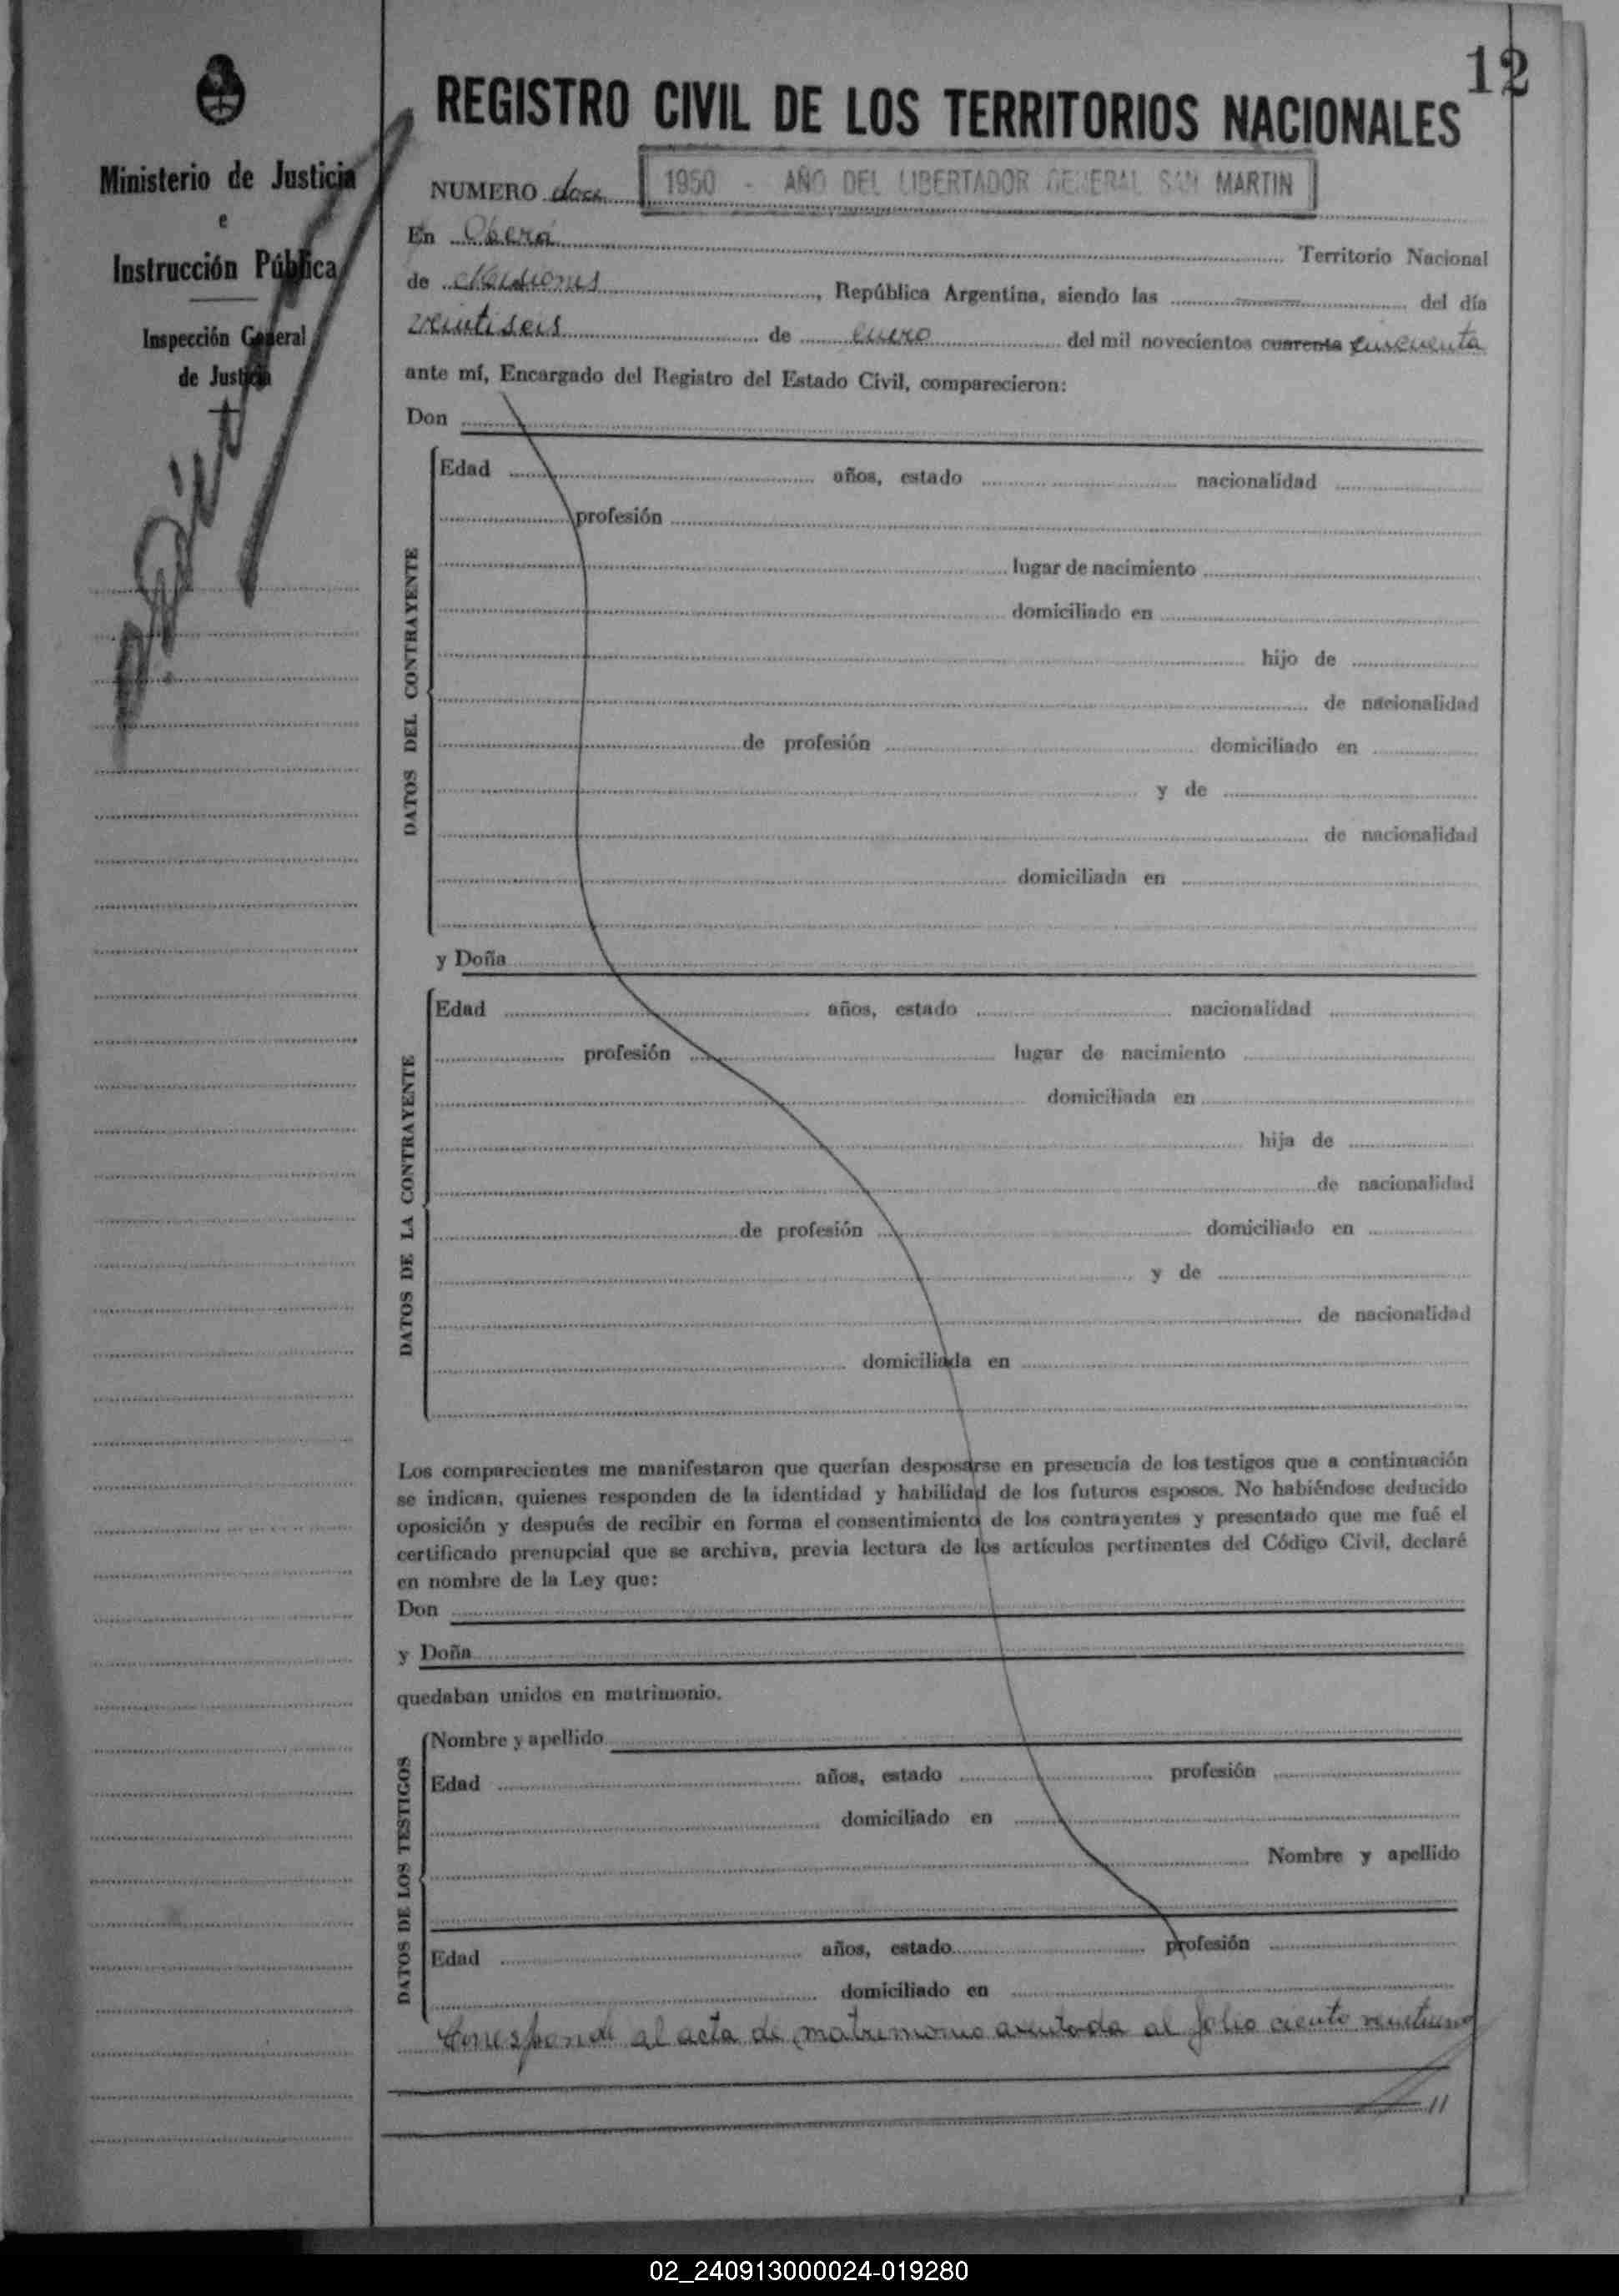 12
Ministerio de Justicia
e
Instrucción Pública
Inspección General
de Justicia
REGISTRO CIVIL DE LOS TERRITORIOS NACIONALES
NUMERO doce
1950 - AÑO DEL LIBERTADOR GENERAL SAN MARTIN
En Oberá Territorio Nacional
de Misiones, República Argentina, siendo las del día
veintiseis de enero del mil novecientos cuarenta cincuenta
ante mí, Encargado del Registro del Estado Civil, comparecieron:
Don
DATOS DEL CONTRAYENTE
Edad años, estado nacionalidad
profesión
lugar de nacimiento
domiciliado en
hijo de
de nacionalidad
de profesión domiciliado en
y de
de nacionalidad
domiciliada en
y Doña
DATOS DE LA CONTRAYENTE
Edad años, estado nacionalidad
profesión lugar de nacimiento
domiciliada en
hija de
de nacionalidad
de profesión domiciliado en
y de
de nacionalidad
domiciliada en
Los comparecientes me manifestaron que querían desposarse en presencia de los testigos que a continuación
se indican, quienes responden de la identidad y habilidad de los futuros esposos. No habiéndose deducido
oposición y después de recibir en forma el consentimiento de los contrayentes y presentado que me fué el
certificado prenupcial que se archiva, previa lectura de los artículos pertinentes del Código Civil, declaré
en nombre de la Ley que:
Don
y Doña
quedaban unidos en matrimonio.
DATOS DE LOS TESTIGOS
Nombre y apellido
Edad años, estado profesión
domiciliado en
Nombre y apellido
Edad años, estado profesión
domiciliado en
Corresponde al acta de matrimonio asentada al folio ciento veintiuno
02_240913000024-019280